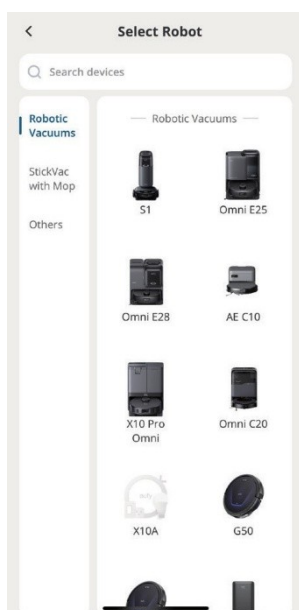 Select Robot
Search devices
Robotic
Vacuums
StickVac
with Mop
Others
Robotic Vacuums
S1
Omni E25
Omni E28
AE C10
X10 Pro
Omni
Omni C20
X10A
G50